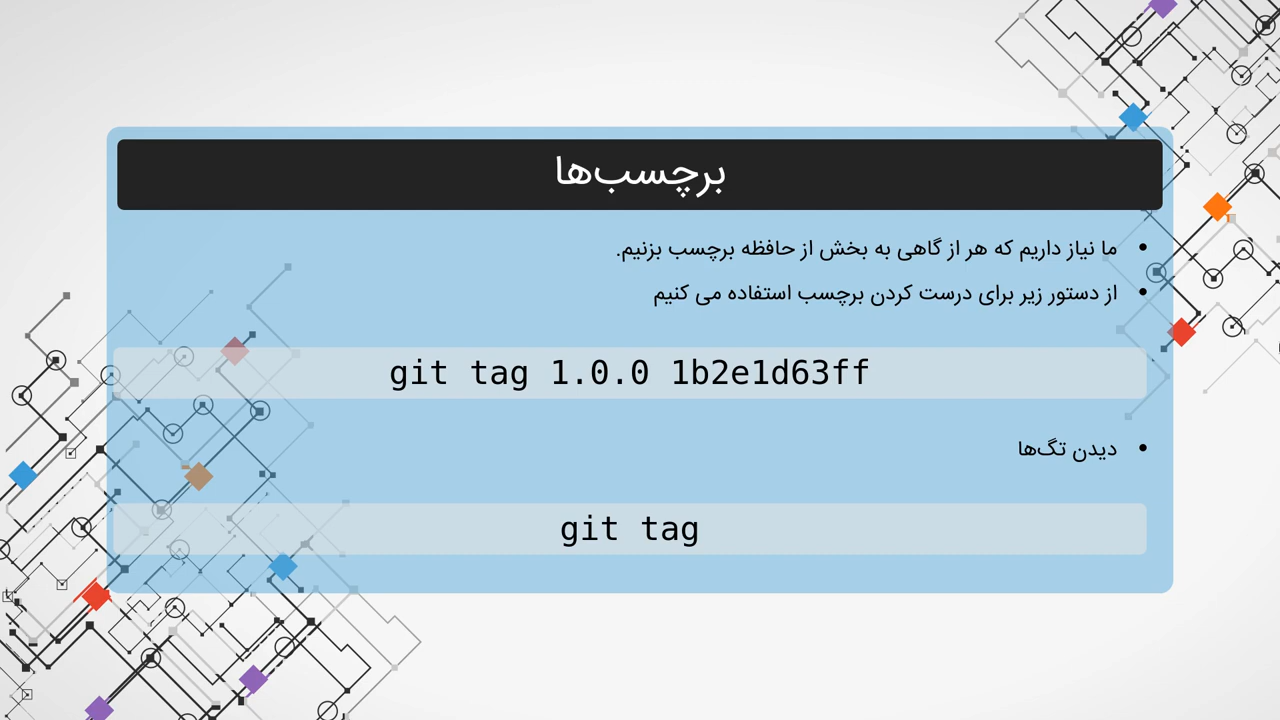 برچسب‌ها
• ما نیاز داریم که هر از گاهی به بخش از حافظه برچسب بزنیم.
• از دستور زیر برای درست کردن برچسب استفاده می کنیم
git tag 1.0.0 1b2e1d63ff
• دیدن تگ‌ها
git tag